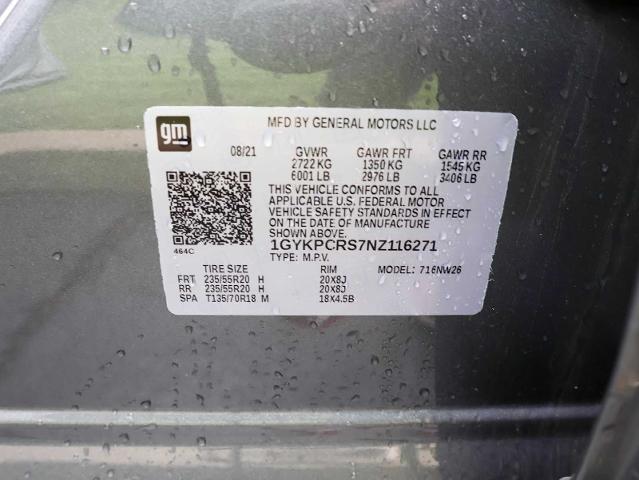 gm
MFD BY GENERAL MOTORS LLC
08/21 GVWR GAWR FRT GAWR RR
2722 KG 1350 KG 1545 KG
6001 LB 2976 LB 3406 LB
THIS VEHICLE CONFORMS TO ALL
APPLICABLE U.S. FEDERAL MOTOR
VEHICLE SAFETY STANDARDS IN EFFECT
ON THE DATE OF MANUFACTURE
SHOWN ABOVE.
464C
1GYKPCRS7NZ116271
TYPE: M.P.V.
TIRE SIZE RIM MODEL: 716NW26
FRT 235/55R20 H 20X8J
RR 235/55R20 H 20X8J
SPA T135/70R18 M 18X4.5B